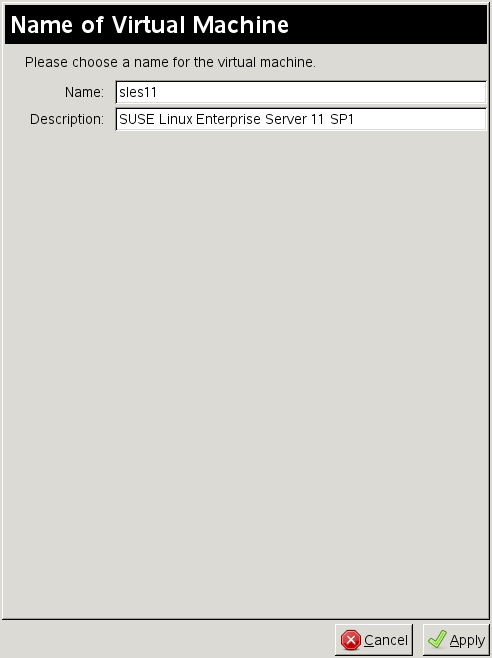 Name of Virtual Machine
Please choose a name for the virtual machine.
Name: sles11
Description: SUSE Linux Enterprise Server 11 SP1
Cancel Apply